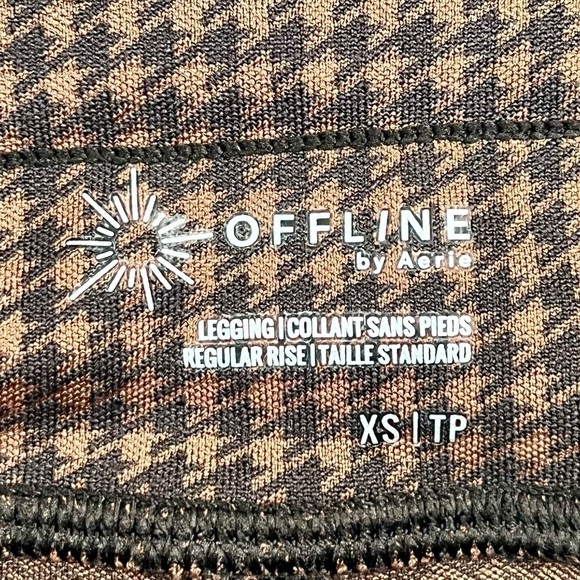 OFFLINE
by Aerie
LEGGING | COLLANT SANS PIEDS
REGULAR RISE | TAILLE STANDARD
XS | TP